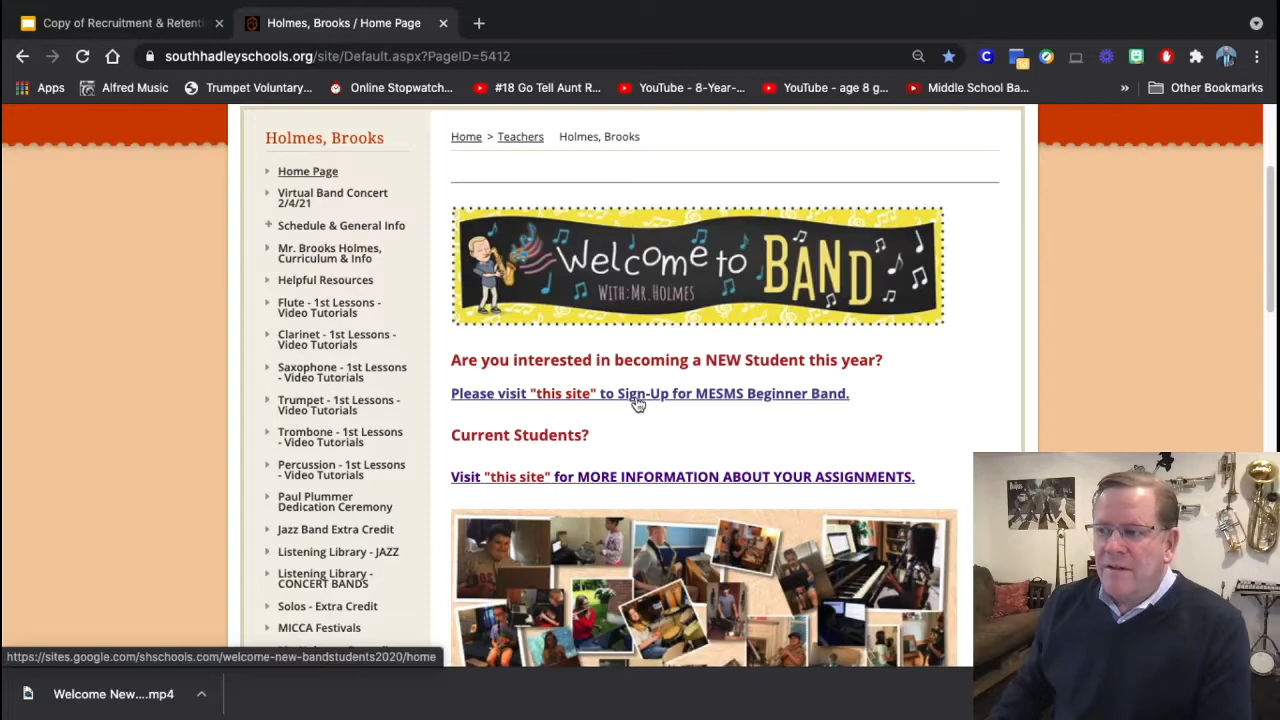 Copy of Recruitment & Retenti
Holmes, Brooks / Home Page
southhadleyschools.org/site/Default.aspx?PageID=5412
Apps
Alfred Music
Trumpet Voluntary...
Online Stopwatch...
#18 Go Tell Aunt R...
YouTube - 8-Year-...
YouTube - age 8 g...
Middle School Ba...
»
Other Bookmarks
Holmes, Brooks
Home Page
Virtual Band Concert
2/4/21
Schedule & General Info
Mr. Brooks Holmes,
Curriculum & Info
Helpful Resources
Flute - 1st Lessons -
Video Tutorials
Clarinet - 1st Lessons -
Video Tutorials
Saxophone - 1st Lessons
- Video Tutorials
Trumpet - 1st Lessons -
Video Tutorials
Trombone - 1st Lessons
- Video Tutorials
Percussion - 1st Lessons
- Video Tutorials
Paul Plummer
Dedication Ceremony
Jazz Band Extra Credit
Listening Library - JAZZ
Listening Library -
CONCERT BANDS
Solos - Extra Credit
MICCA Festivals
Home > Teachers Holmes, Brooks
Welcome to BAND
WITH: MR. HOLMES
Are you interested in becoming a NEW Student this year?
Please visit "this site" to Sign-Up for MESMS Beginner Band.
Current Students?
Visit "this site" for MORE INFORMATION ABOUT YOUR ASSIGNMENTS.
https://sites.google.com/shschools.com/welcome-new-bandstudents2020/home
Welcome New....mp4